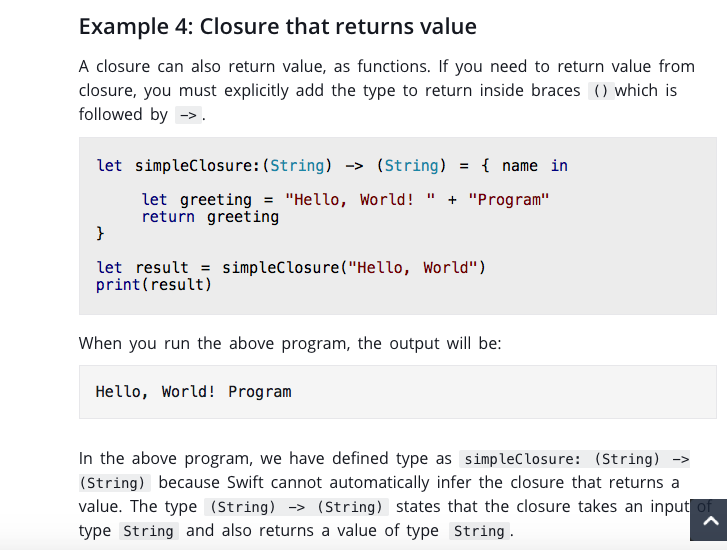 Example 4: Closure that returns value
A closure can also return value, as functions. If you need to return value from
closure, you must explicitly add the type to return inside braces () which is
followed by -> .
let simpleClosure:(String) -> (String) = { name in
let greeting = "Hello, World! " + "Program"
return greeting
}
let result = simpleClosure("Hello, World")
print(result)
When you run the above program, the output will be:
Hello, World! Program
In the above program, we have defined type as simpleClosure: (String) ->
(String) because Swift cannot automatically infer the closure that returns a
value. The type (String) -> (String) states that the closure takes an input of
type String and also returns a value of type String .